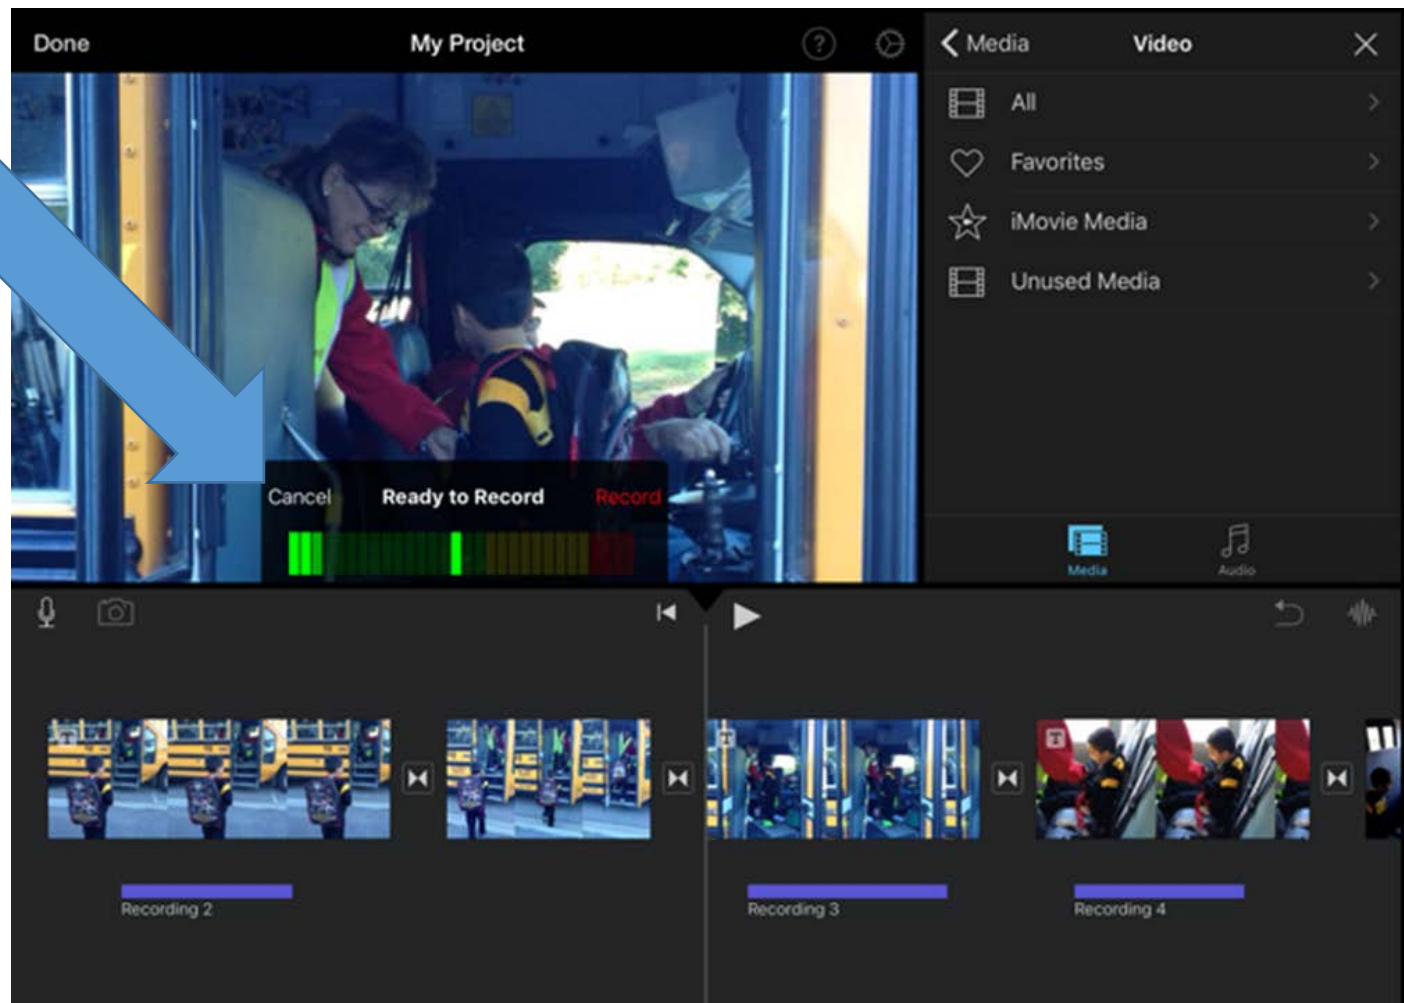 Done My Project ? Media Video
All
Favorites
iMovie Media
Unused Media
Cancel Ready to Record Record
Media Audio
T T T
Recording 2 Recording 3 Recording 4